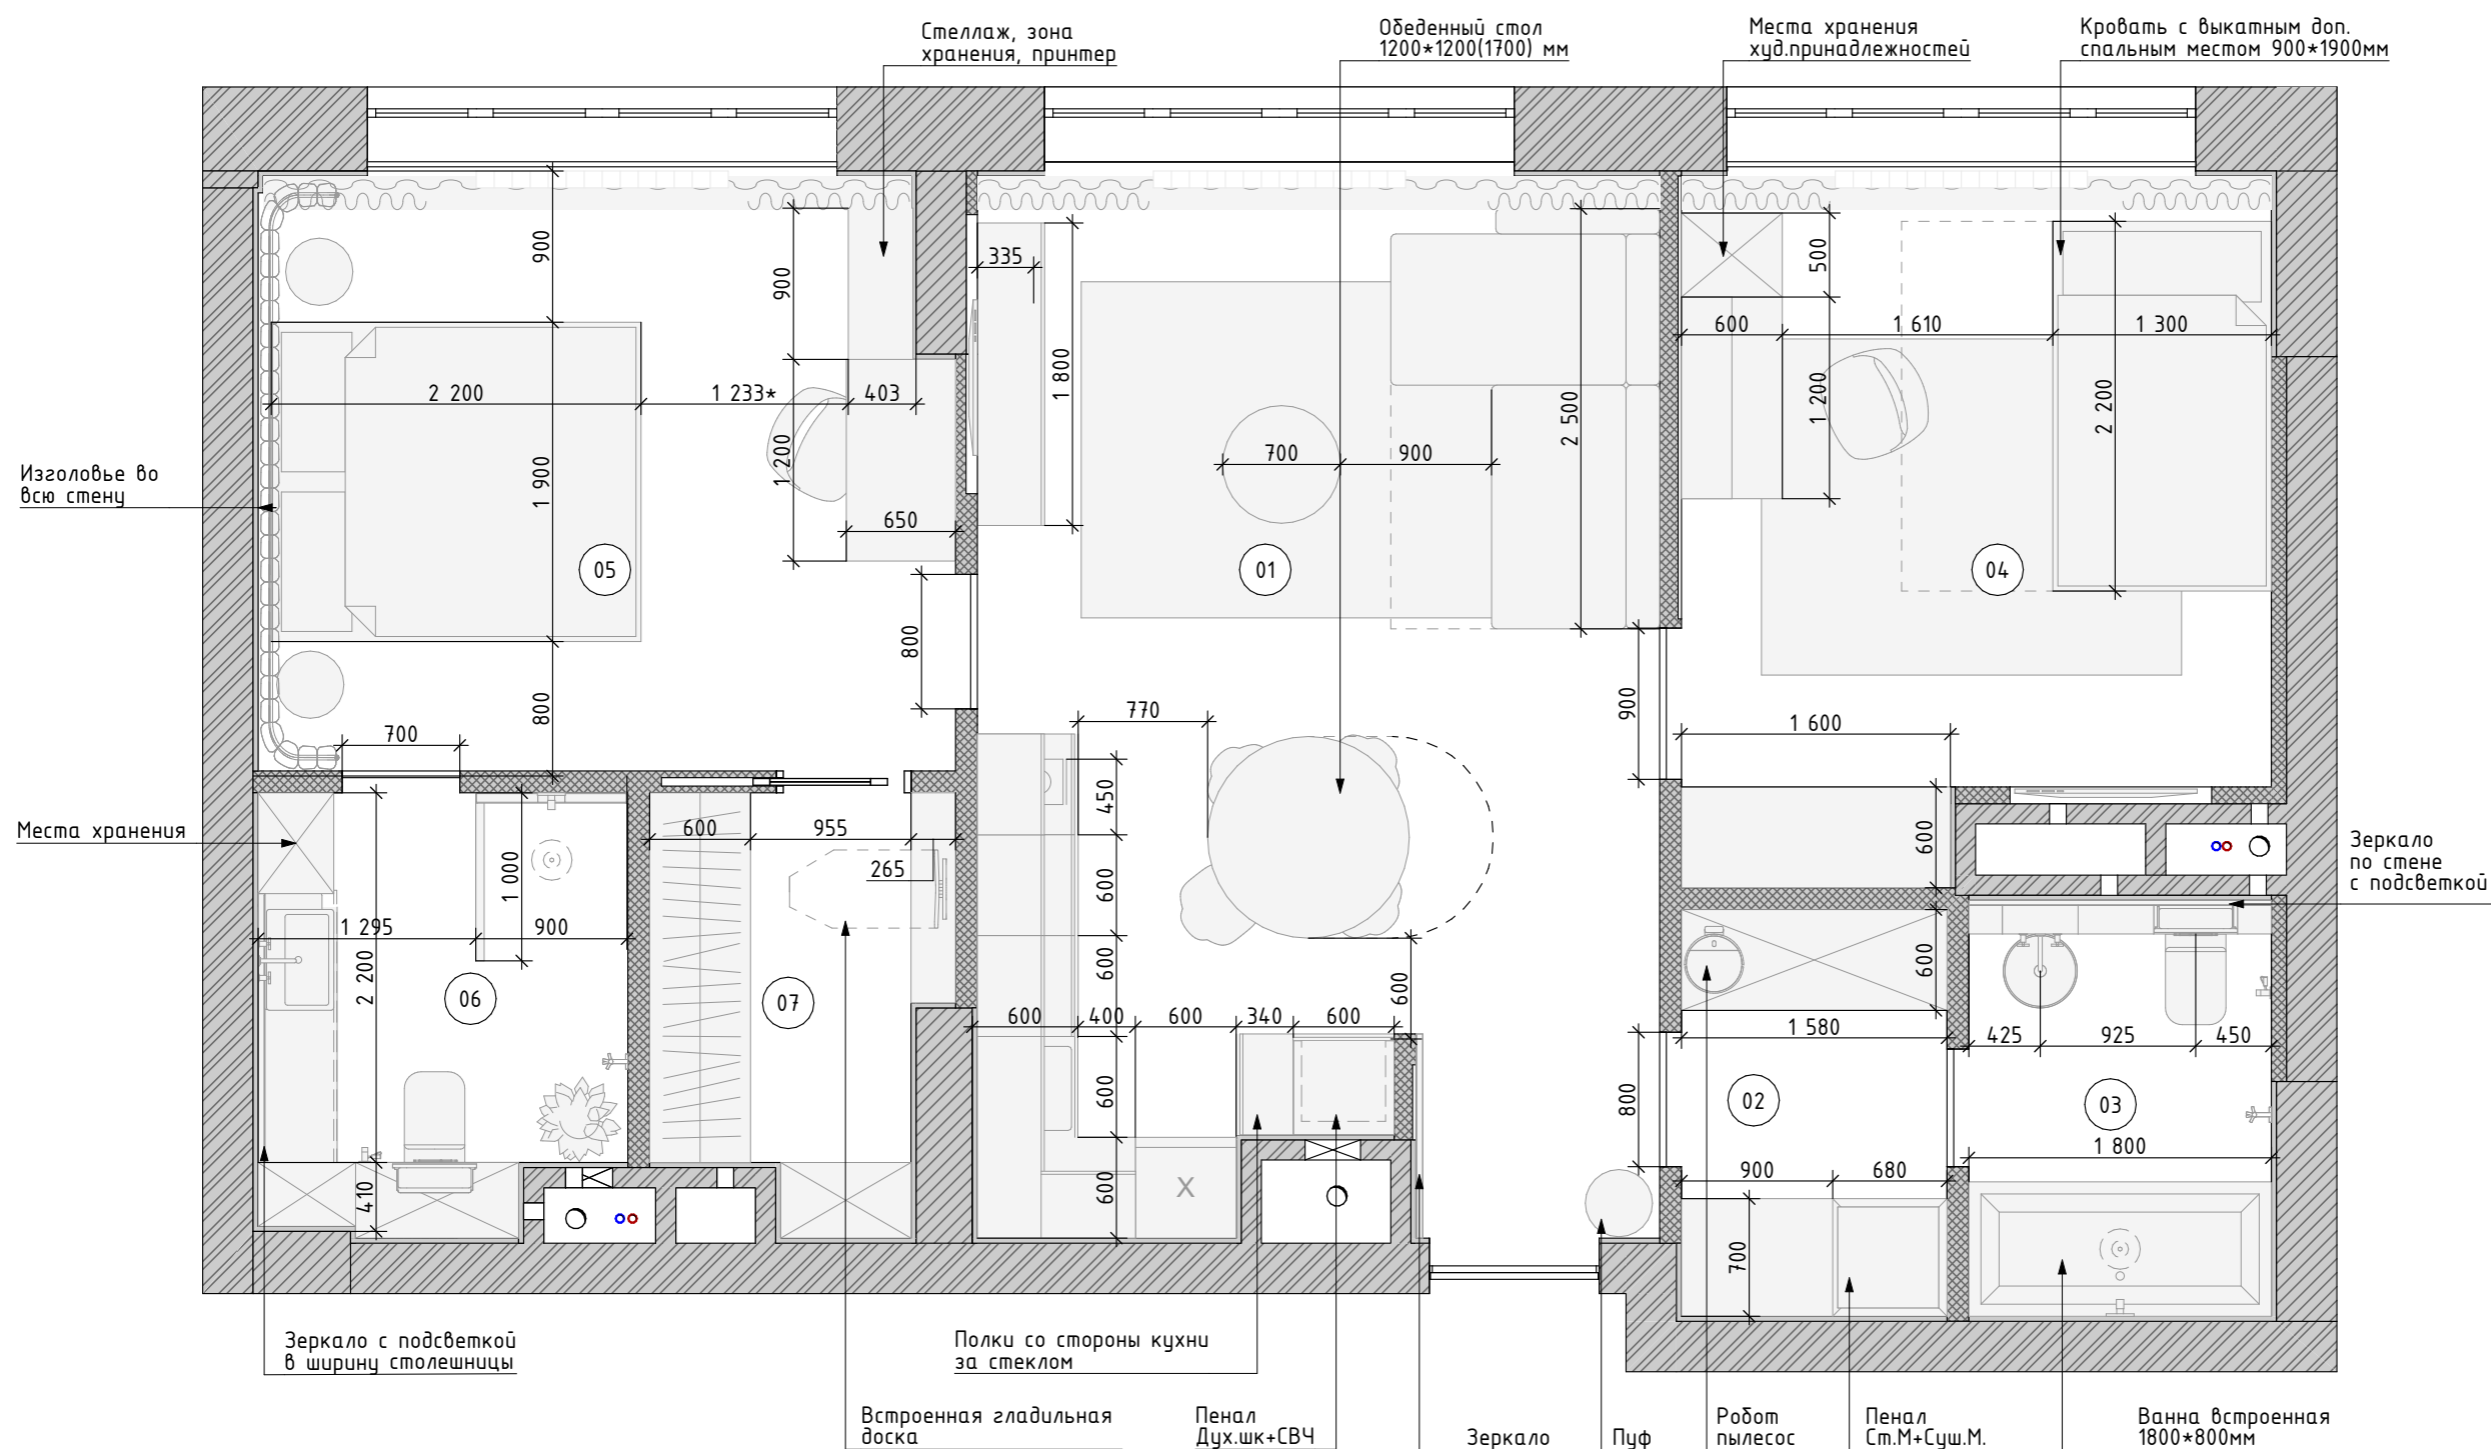 Стеллаж, зона
хранения, принтер
Обеденный стол
1200*1200(1700) мм
Места хранения
худ.принадлежностей
Кровать с выкатным доп.
спальным местом 900*1900мм
900
900
335
500
600
1 610
1 300
1 800
2 200
1 233*
403
2 500
1 200
2 200
700
900
1 200
1 900
Изголовье во
всю стену
650
05
01
04
800
900
800
700
770
1 600
450
Места хранения
600
955
265
1 000
600
600
Зеркало
по стене
с подсветкой
1 295
900
2 200
600
600
600
06
07
600
400
600
340
600
1 580
425
925
450
600
800
02
03
1 800
410
600
X
900
680
700
Зеркало с подсветкой
в ширину столешницы
Полки со стороны кухни
за стеклом
Встроенная гладильная
доска
Пенал
Дух.шк+СВЧ
Зеркало
Пуф
Робот
пылесос
Пенал
Ст.М+Суш.М.
Ванна встроенная
1800*800мм